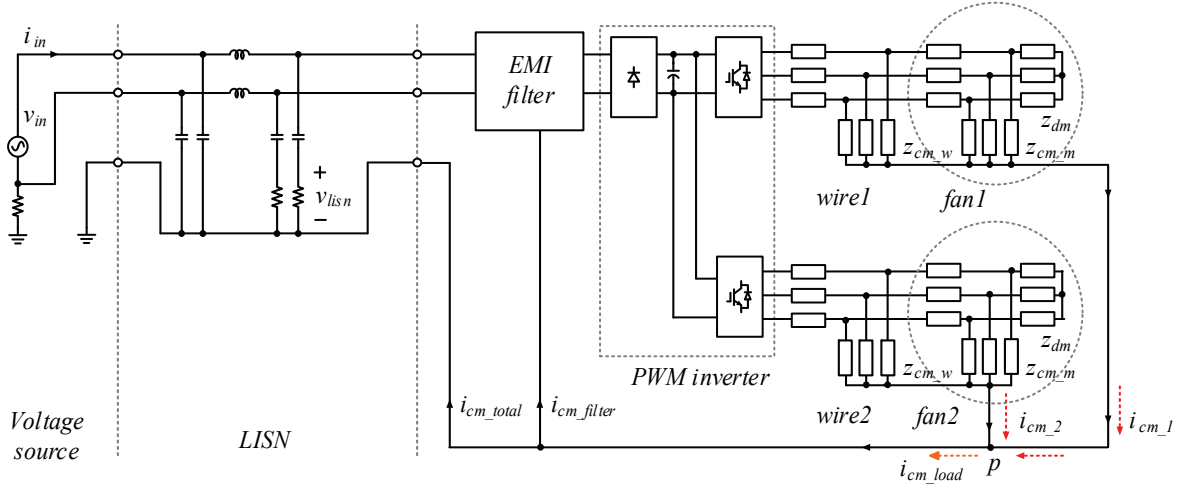 i_in
v_in
+
v_lisn
−
EMI
filter
z_dm
z_cm_w
z_cm_m
wire1
fan1
z_dm
z_cm_w
z_cm_m
PWM inverter
wire2
fan2
i_cm_total
i_cm_filter
i_cm_2
i_cm_1
Voltage
source
LISN
i_cm_load
p